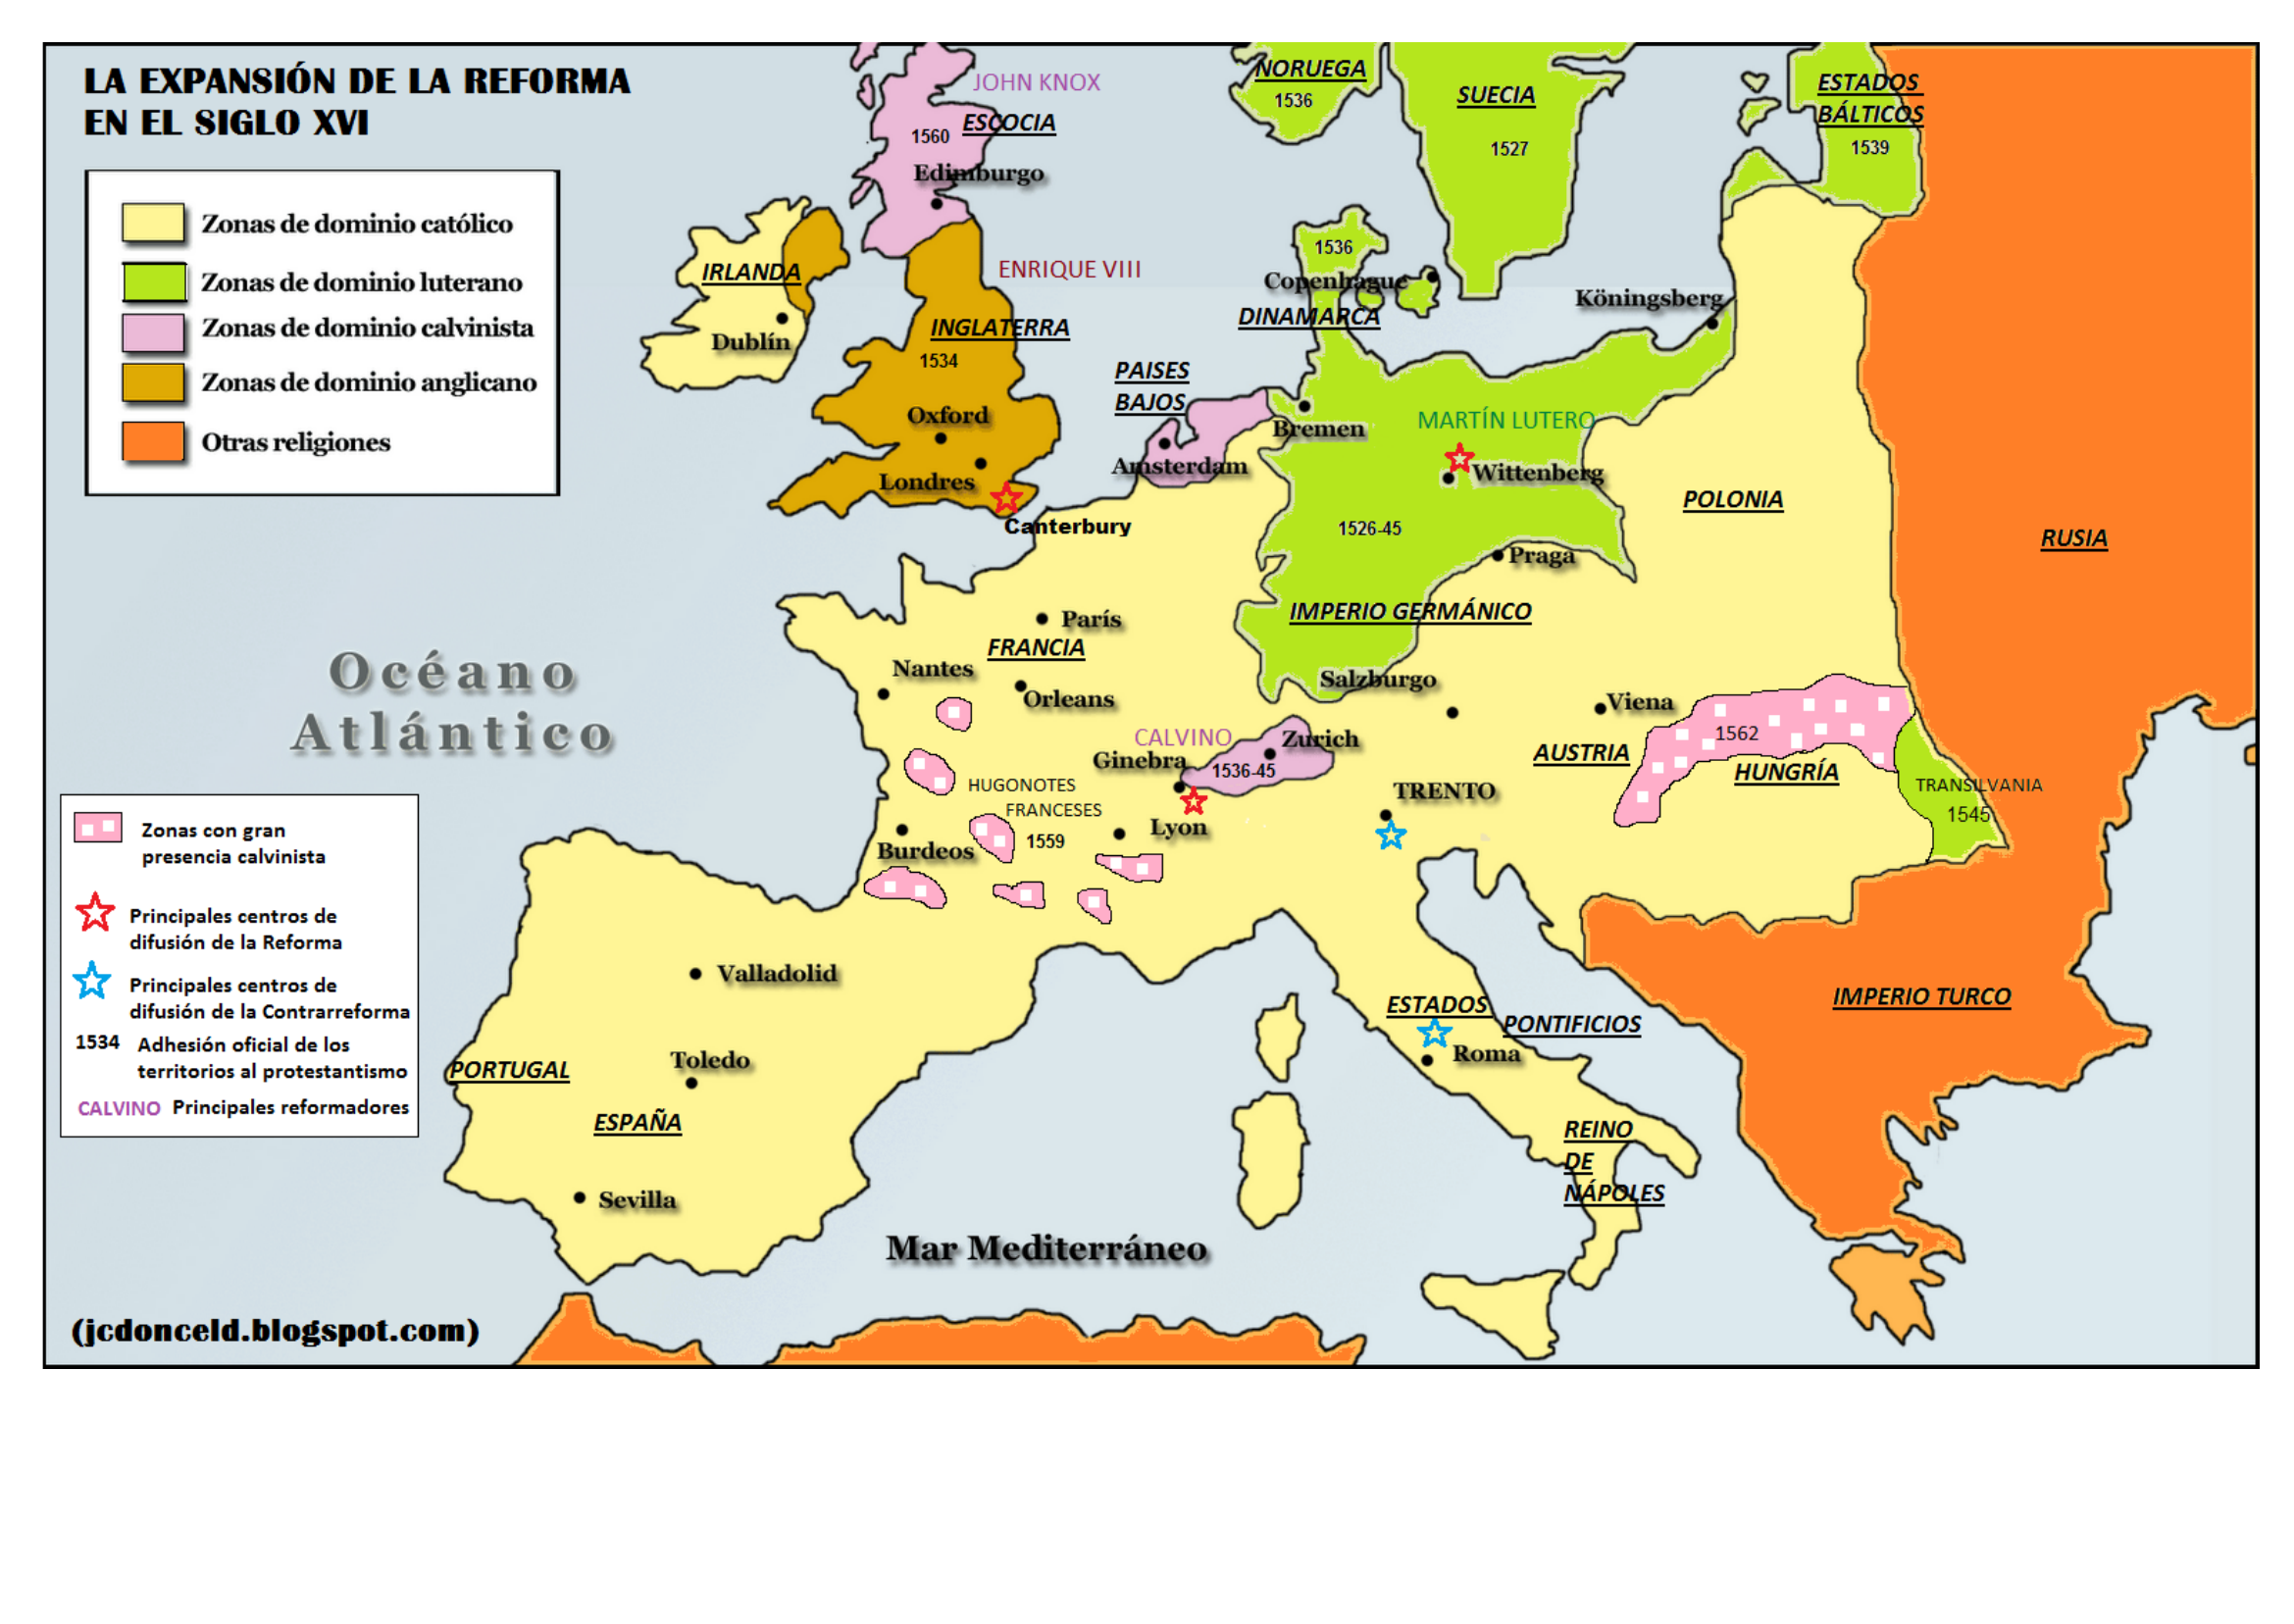 LA EXPANSIÓN DE LA REFORMA
EN EL SIGLO XVI
Zonas de dominio católico
Zonas de dominio luterano
Zonas de dominio calvinista
Zonas de dominio anglicano
Otras religiones
JOHN KNOX
1560
ESCOCIA
Edimburgo
IRLANDA
Dublín
ENRIQUE VIII
INGLATERRA
1534
Oxford
Londres
Canterbury
NORUEGA
1536
SUECIA
1527
ESTADOS
BÁLTICOS
1539
1536
Copenhague
DINAMARCA
Köningsberg
PAISES
BAJOS
Amsterdam
Bremen
MARTÍN LUTERO
Wittenberg
1526-45
Praga
IMPERIO GERMÁNICO
POLONIA
RUSIA
Océano
Atlántico
París
FRANCIA
Nantes
Orleans
Salzburgo
Viena
CALVINO
Zurich
Ginebra
1536-45
AUSTRIA
1562
HUNGRÍA
TRANSILVANIA
1545
HUGONOTES
FRANCESES
1559
Lyon
Burdeos
TRENTO
Zonas con gran
presencia calvinista
Principales centros de
difusión de la Reforma
Principales centros de
difusión de la Contrarreforma
1534 Adhesión oficial de los
territorios al protestantismo
CALVINO Principales reformadores
Valladolid
Toledo
PORTUGAL
ESPAÑA
Sevilla
ESTADOS
PONTIFICIOS
Roma
IMPERIO TURCO
REINO
DE
NÁPOLES
Mar Mediterráneo
(jcdonceld.blogspot.com)